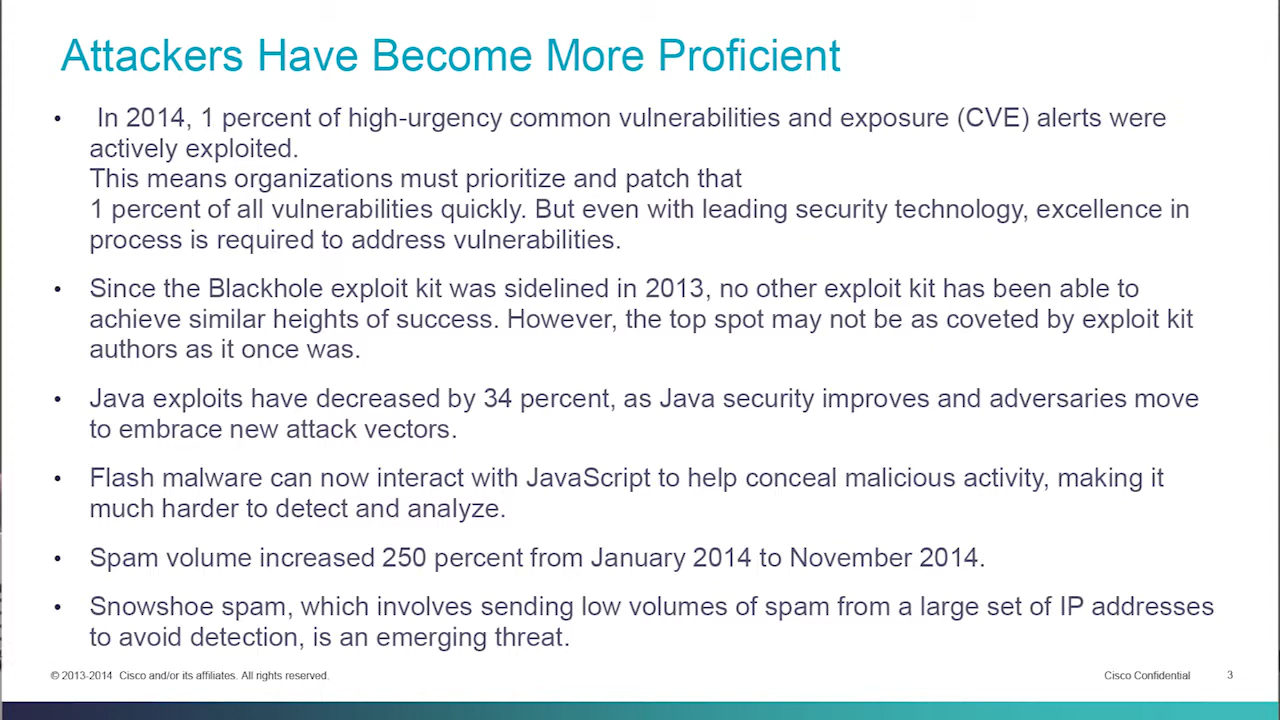 Attackers Have Become More Proficient
• In 2014, 1 percent of high-urgency common vulnerabilities and exposure (CVE) alerts were
actively exploited.
This means organizations must prioritize and patch that
1 percent of all vulnerabilities quickly. But even with leading security technology, excellence in
process is required to address vulnerabilities.
• Since the Blackhole exploit kit was sidelined in 2013, no other exploit kit has been able to
achieve similar heights of success. However, the top spot may not be as coveted by exploit kit
authors as it once was.
• Java exploits have decreased by 34 percent, as Java security improves and adversaries move
to embrace new attack vectors.
• Flash malware can now interact with JavaScript to help conceal malicious activity, making it
much harder to detect and analyze.
• Spam volume increased 250 percent from January 2014 to November 2014.
• Snowshoe spam, which involves sending low volumes of spam from a large set of IP addresses
to avoid detection, is an emerging threat.
© 2013-2014 Cisco and/or its affiliates. All rights reserved. Cisco Confidential 3